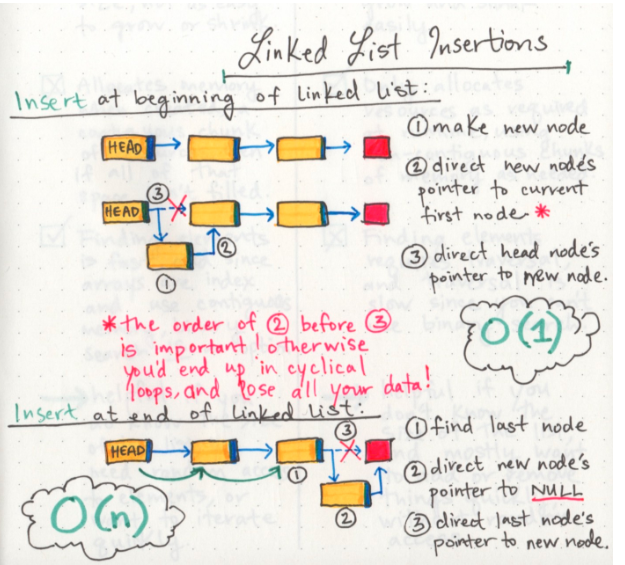 Linked List Insertions
Insert at beginning of linked list:
HEAD
① make new node
② direct new node's
pointer to current
first node. *
HEAD
③
②
①
③ direct head node's
pointer to new node.
* the order of ② before ③
is important! otherwise
you'd end up in cyclical
loops, and lose all your data!
O(1)
Insert at end of linked list:
HEAD
③
①
②
① find last node
② direct new node's
pointer to NULL
③ direct last node's
pointer to new node.
O(n)